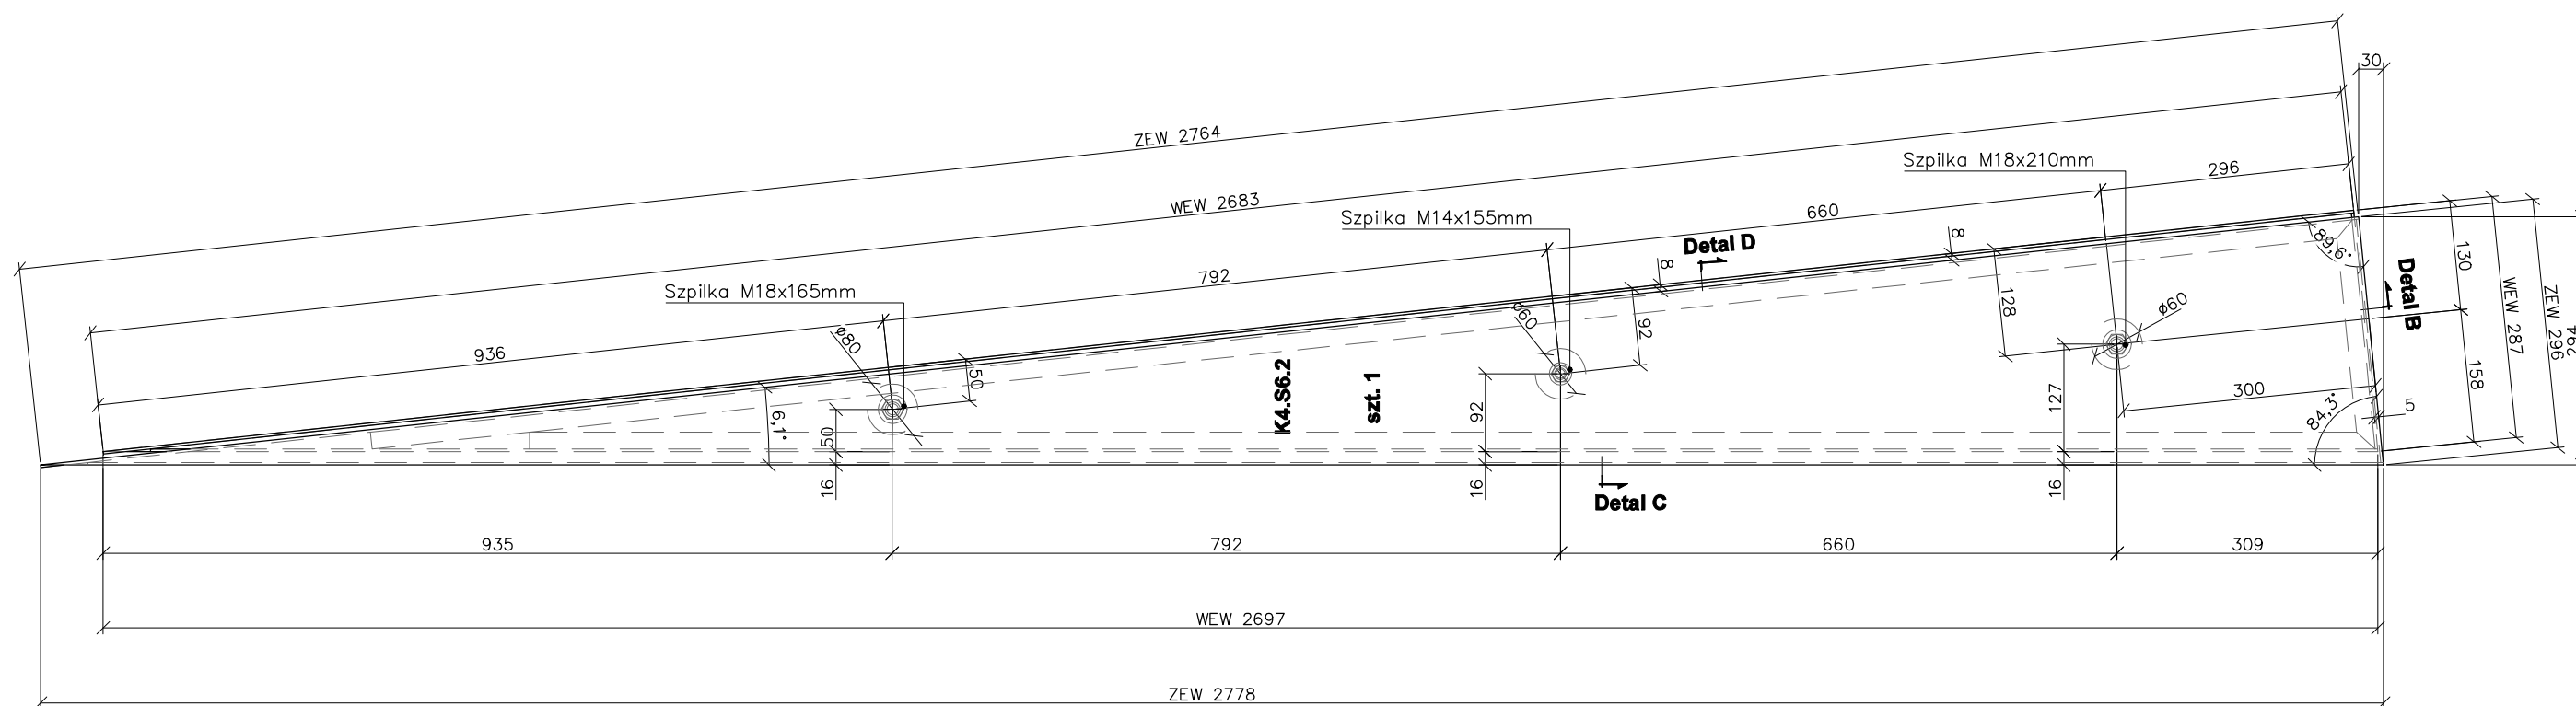 ZEW 2764
30
WEW 2683
Szpilka M18x210mm
296
660
Szpilka M14x155mm
Detal D
8
8
792
Szpilka M18x165mm
936
ø80
ø60
ø60
89,6°
Detal B
130
WEW 287
ZEW 296
294
158
128
92
50
6,1°
K4.S6.2
szt. 1
92
127
300
84,3°
5
50
16
16
16
Detal C
935
792
660
309
WEW 2697
ZEW 2778